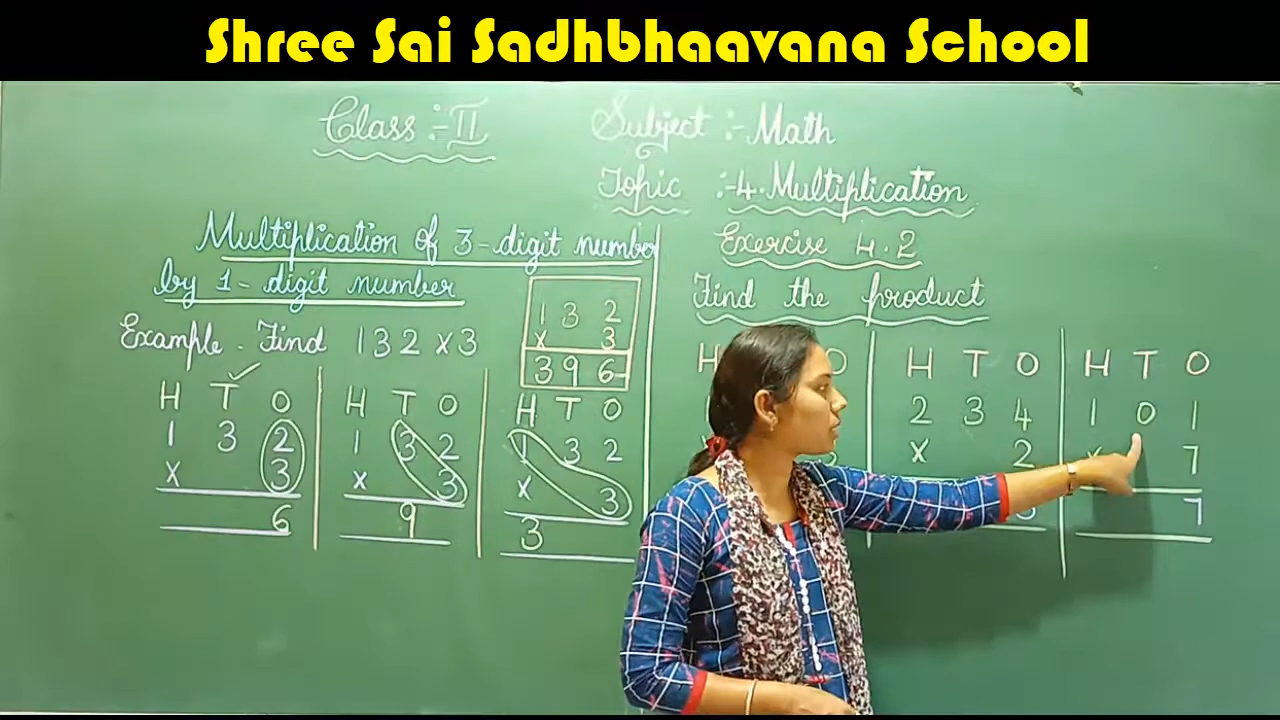 Shree Sai Sadhbhaavana School
Class :- II
Subject :- Math
Topic :- 4. Multiplication
Multiplication of 3-digit number
by 1-digit number
Example. Find 132 x 3
1 3 2
x 3
3 9 6
H T O
1 3 2
x 3
6
H T O
1 3 2
x 3
9
H T O
1 3 2
x 3
3
Exercise 4.2
Find the product
H O
3
H T O
2 3 4
x 2
H T O
1 0 1
x 7
7